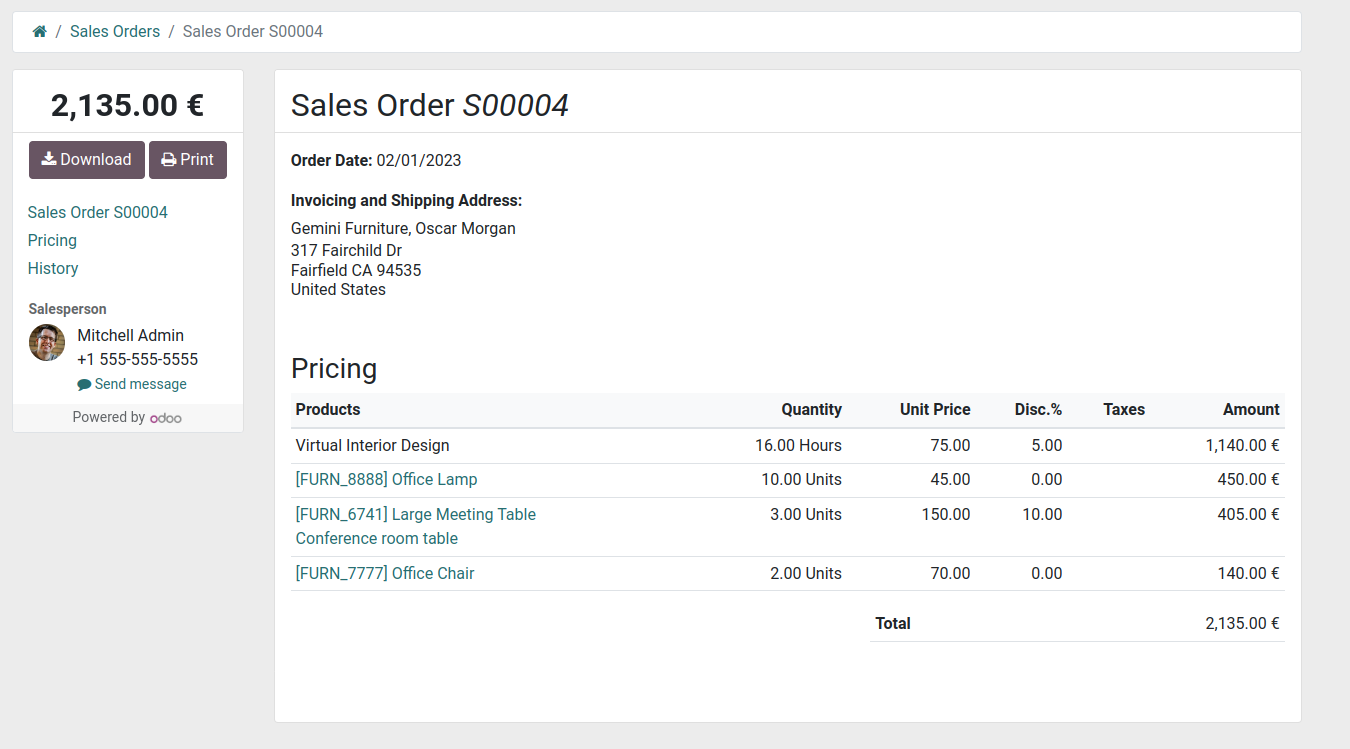 / Sales Orders / Sales Order S00004
2,135.00 €
Download Print
Sales Order S00004
Pricing
History
Salesperson
Mitchell Admin
+1 555-555-5555
Send message
Powered by odoo
Sales Order S00004
Order Date: 02/01/2023
Invoicing and Shipping Address:
Gemini Furniture, Oscar Morgan
317 Fairchild Dr
Fairfield CA 94535
United States
Pricing
Products Quantity Unit Price Disc.% Taxes Amount
Virtual Interior Design 16.00 Hours 75.00 5.00 1,140.00 €
[FURN_8888] Office Lamp 10.00 Units 45.00 0.00 450.00 €
[FURN_6741] Large Meeting Table 3.00 Units 150.00 10.00 405.00 €
Conference room table
[FURN_7777] Office Chair 2.00 Units 70.00 0.00 140.00 €
Total 2,135.00 €